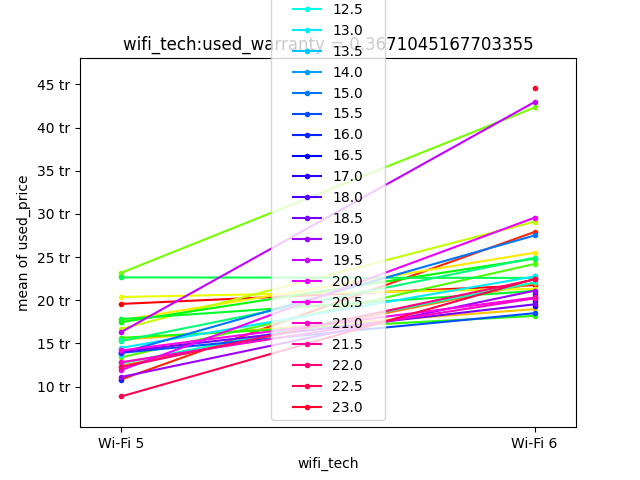 12.5
13.0
wifi_tech:used_warranty = 0.3671045167703355
13.5
14.0
15.0
15.5
16.0
16.5
17.0
18.0
18.5
19.0
19.5
20.0
20.5
21.0
21.5
22.0
22.5
23.0
45 tr
40 tr
35 tr
30 tr
25 tr
20 tr
15 tr
10 tr
mean of used_price
Wi-Fi 5
Wi-Fi 6
wifi_tech